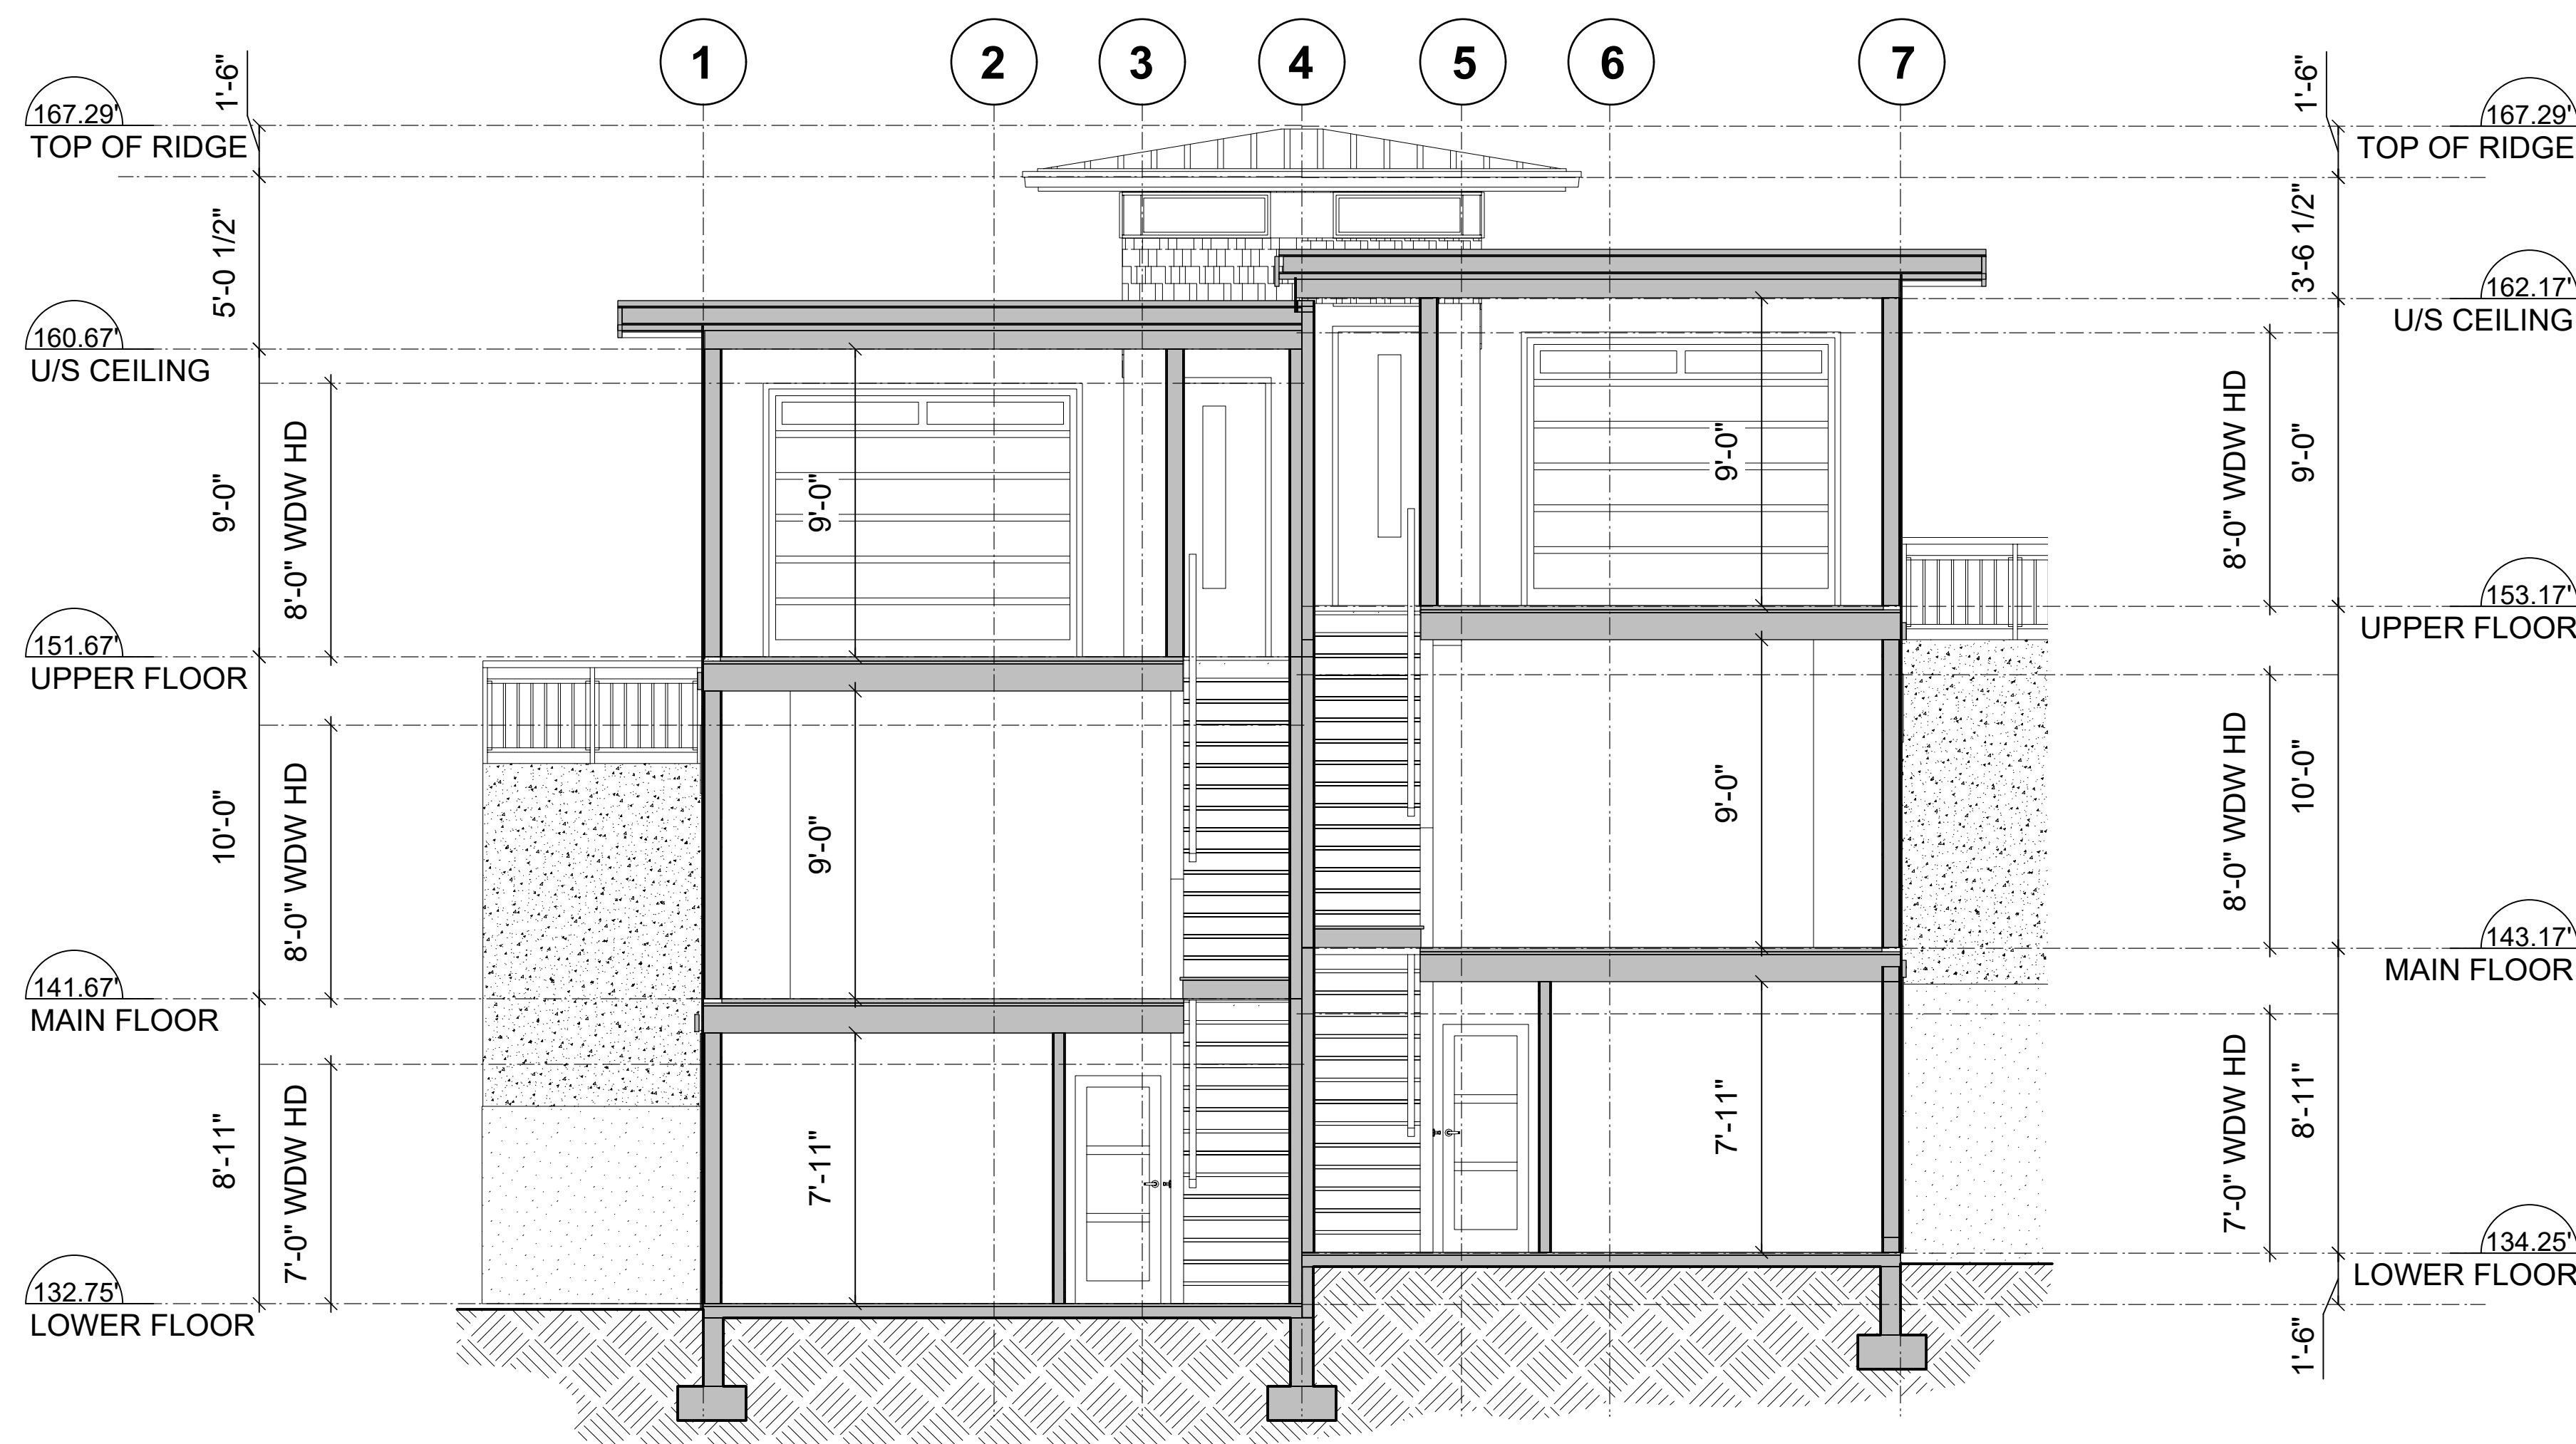 1 2 3 4 5 6 7
1'-6"
167.29'
TOP OF RIDGE
5'-0 1/2"
160.67'
U/S CEILING
9'-0"
8'-0" WDW HD
151.67'
UPPER FLOOR
10'-0"
8'-0" WDW HD
141.67'
MAIN FLOOR
8'-11"
7'-0" WDW HD
132.75'
LOWER FLOOR
9'-0"
9'-0"
7'-11"
9'-0"
9'-0"
7'-11"
1'-6"
167.29'
TOP OF RIDGE
3'-6 1/2"
162.17'
U/S CEILING
8'-0" WDW HD
9'-0"
153.17'
UPPER FLOOR
8'-0" WDW HD
10'-0"
143.17'
MAIN FLOOR
7'-0" WDW HD
8'-11"
134.25'
LOWER FLOOR
1'-6"